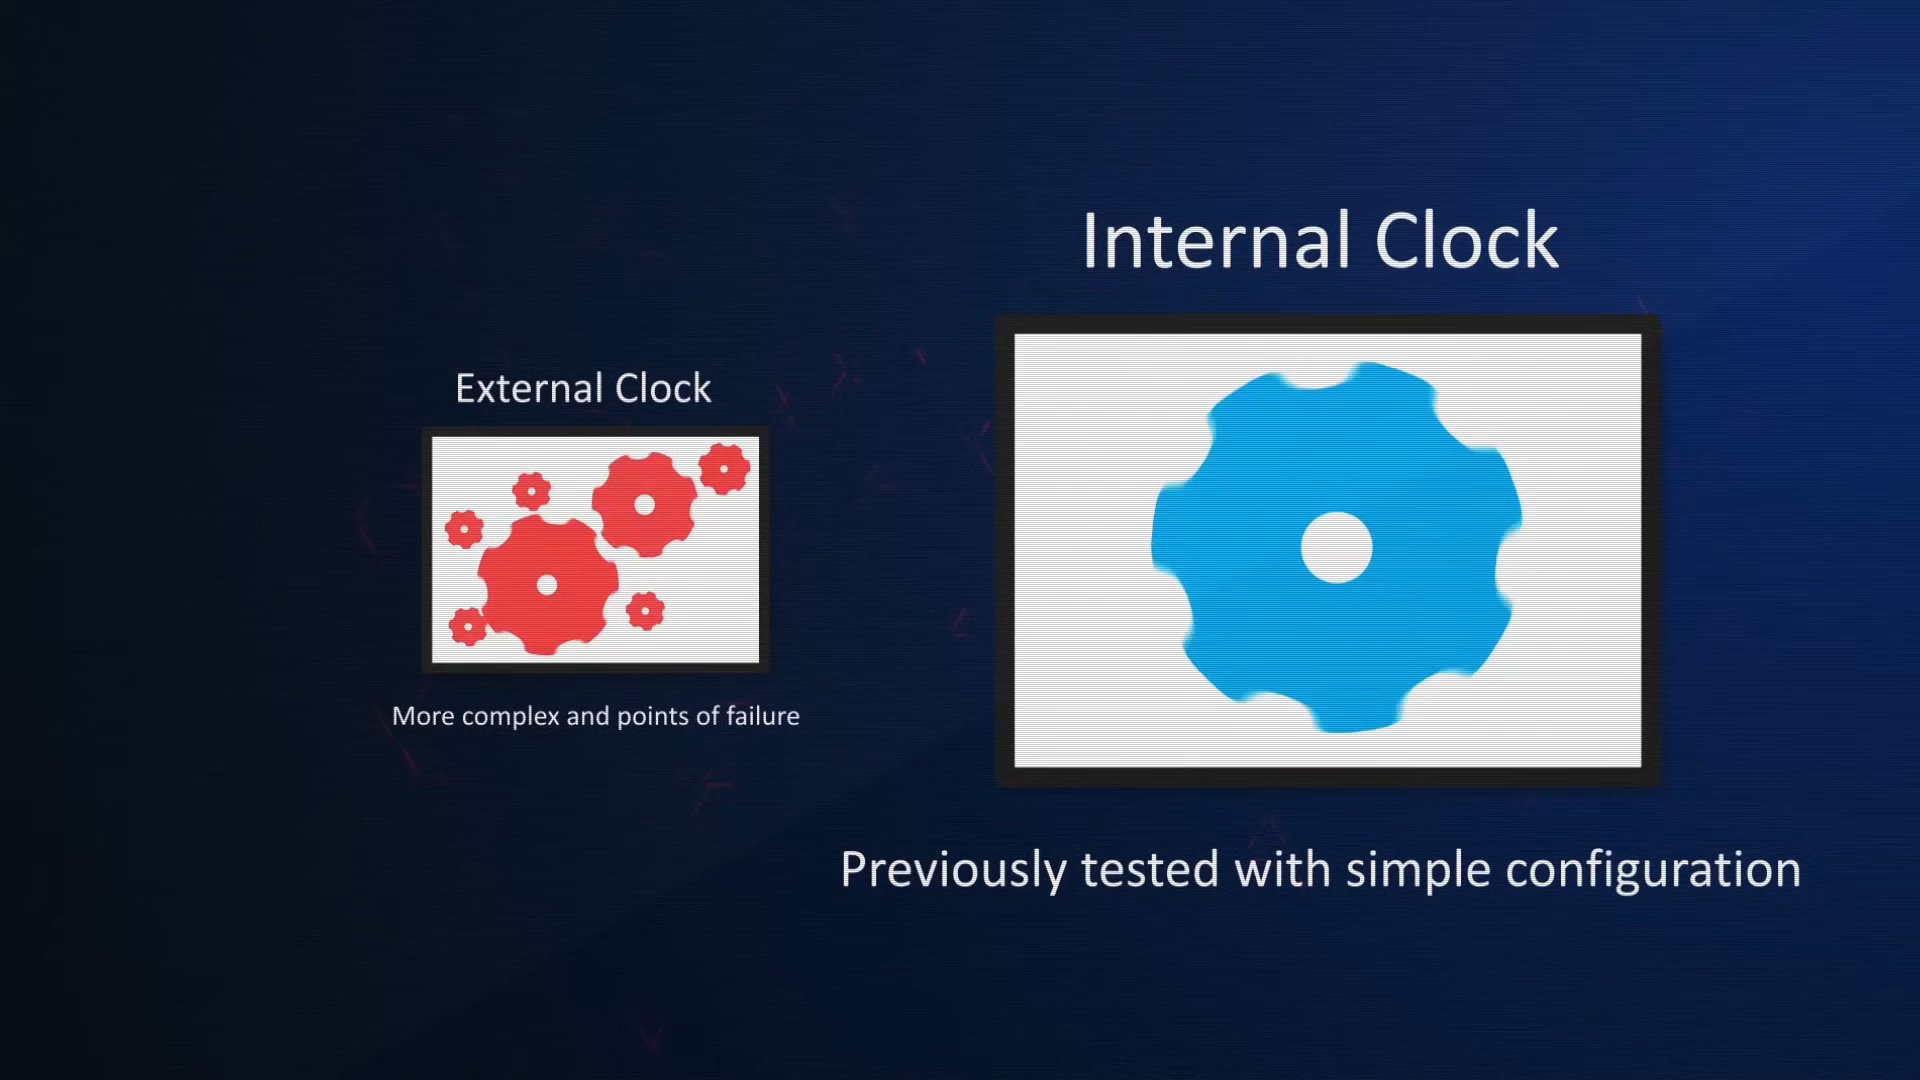 External Clock
More complex and points of failure
Internal Clock
Previously tested with simple configuration